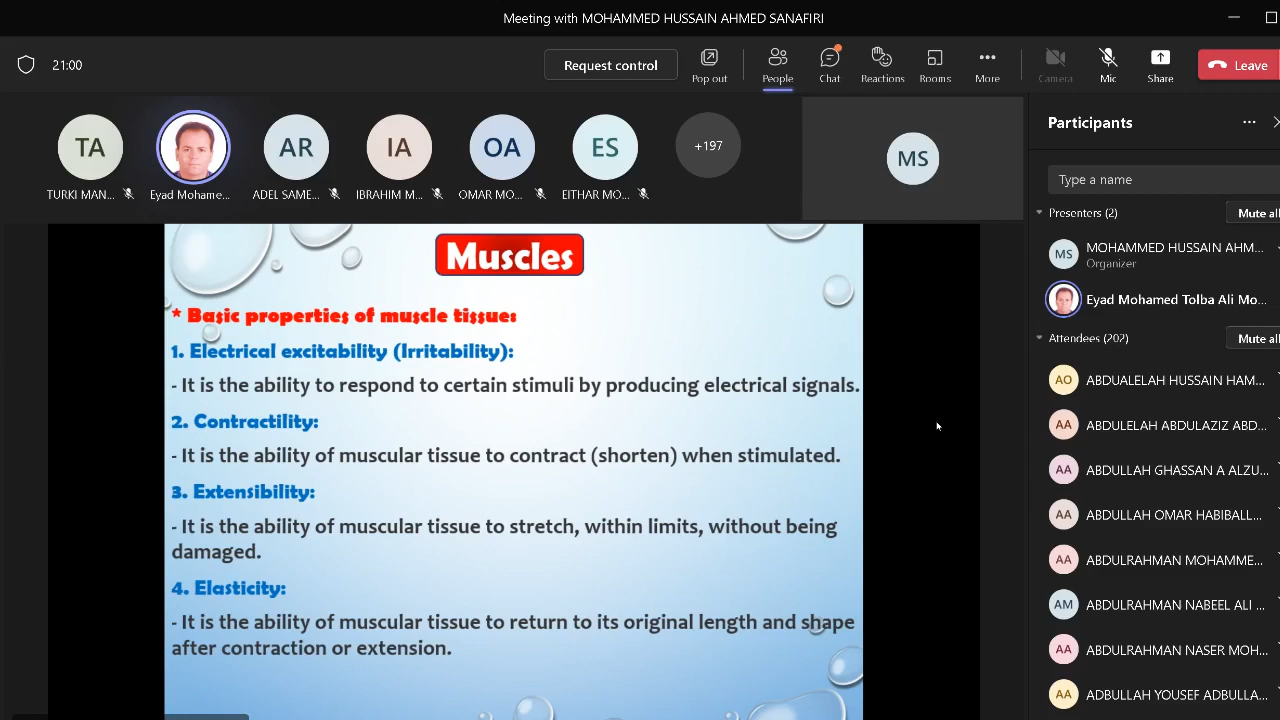 Meeting with MOHAMMED HUSSAIN AHMED SANAFIRI
21:00
Request control
Pop out
People
Chat
Reactions
Rooms
More
Camera
Mic
Share
Leave
TA
AR
IA
OA
ES
+197
MS
TURKI MAN...
Eyad Mohame...
ADEL SAME...
IBRAHIM M...
OMAR MO...
EITHAR MO...
Participants
Type a name
Presenters (2)
Mute all
MS
MOHAMMED HUSSAIN AHM...
Organizer
Eyad Mohamed Tolba Ali Mo...
Attendees (202)
Mute all
AO
ABDUALELAH HUSSAIN HAM...
AA
ABDULELAH ABDULAZIZ ABD...
AA
ABDULLAH GHASSAN A ALZU...
AA
ABDULLAH OMAR HABIBALL...
AA
ABDULRAHMAN MOHAMME...
AM
ABDULRAHMAN NABEEL ALI ...
AA
ABDULRAHMAN NASER MOH...
AA
ADBULLAH YOUSEF ADBULLA...
Muscles
* Basic properties of muscle tissue:
1. Electrical excitability (Irritability):
- It is the ability to respond to certain stimuli by producing electrical signals.
2. Contractility:
- It is the ability of muscular tissue to contract (shorten) when stimulated.
3. Extensibility:
- It is the ability of muscular tissue to stretch, within limits, without being
damaged.
4. Elasticity:
- It is the ability of muscular tissue to return to its original length and shape
after contraction or extension.